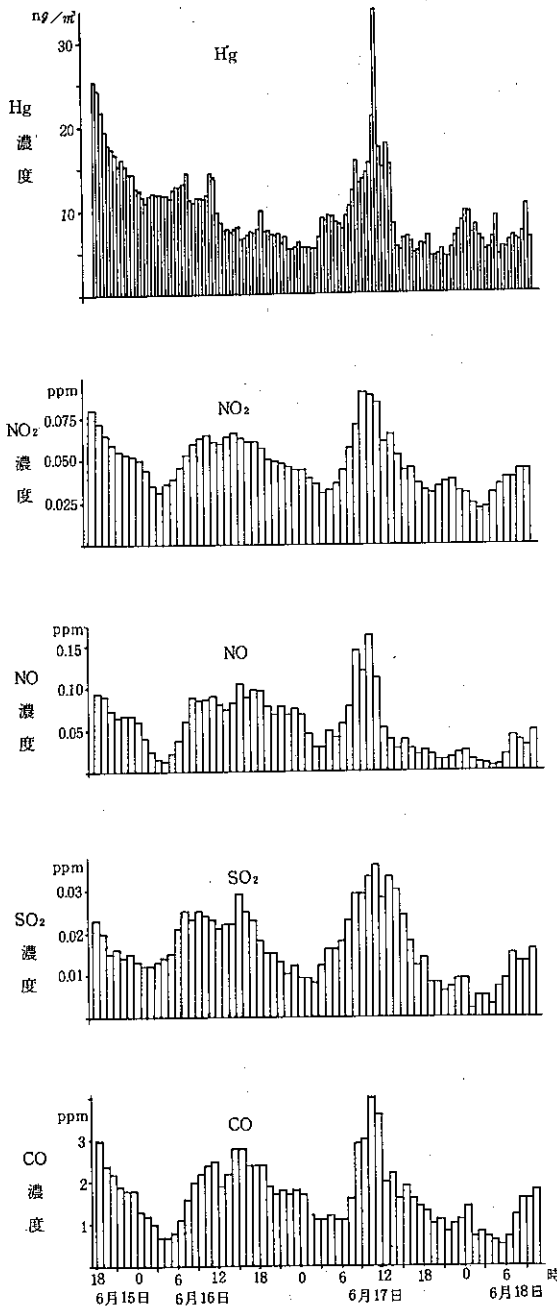 ng/m³
Hg
30
Hg
濃
20
度
10
ppm
NO₂
0.075
NO₂
濃
0.050
度
0.025
ppm
0.15
NO
NO
0.10
濃
度
0.05
ppm
SO₂
0.03
SO₂
0.02
濃
度
0.01
ppm
CO
3
CO
濃
2
度
1
18 0 6 12 18 0 6 12 18 0 6 時
6月15日 6月16日 6月17日 6月18日